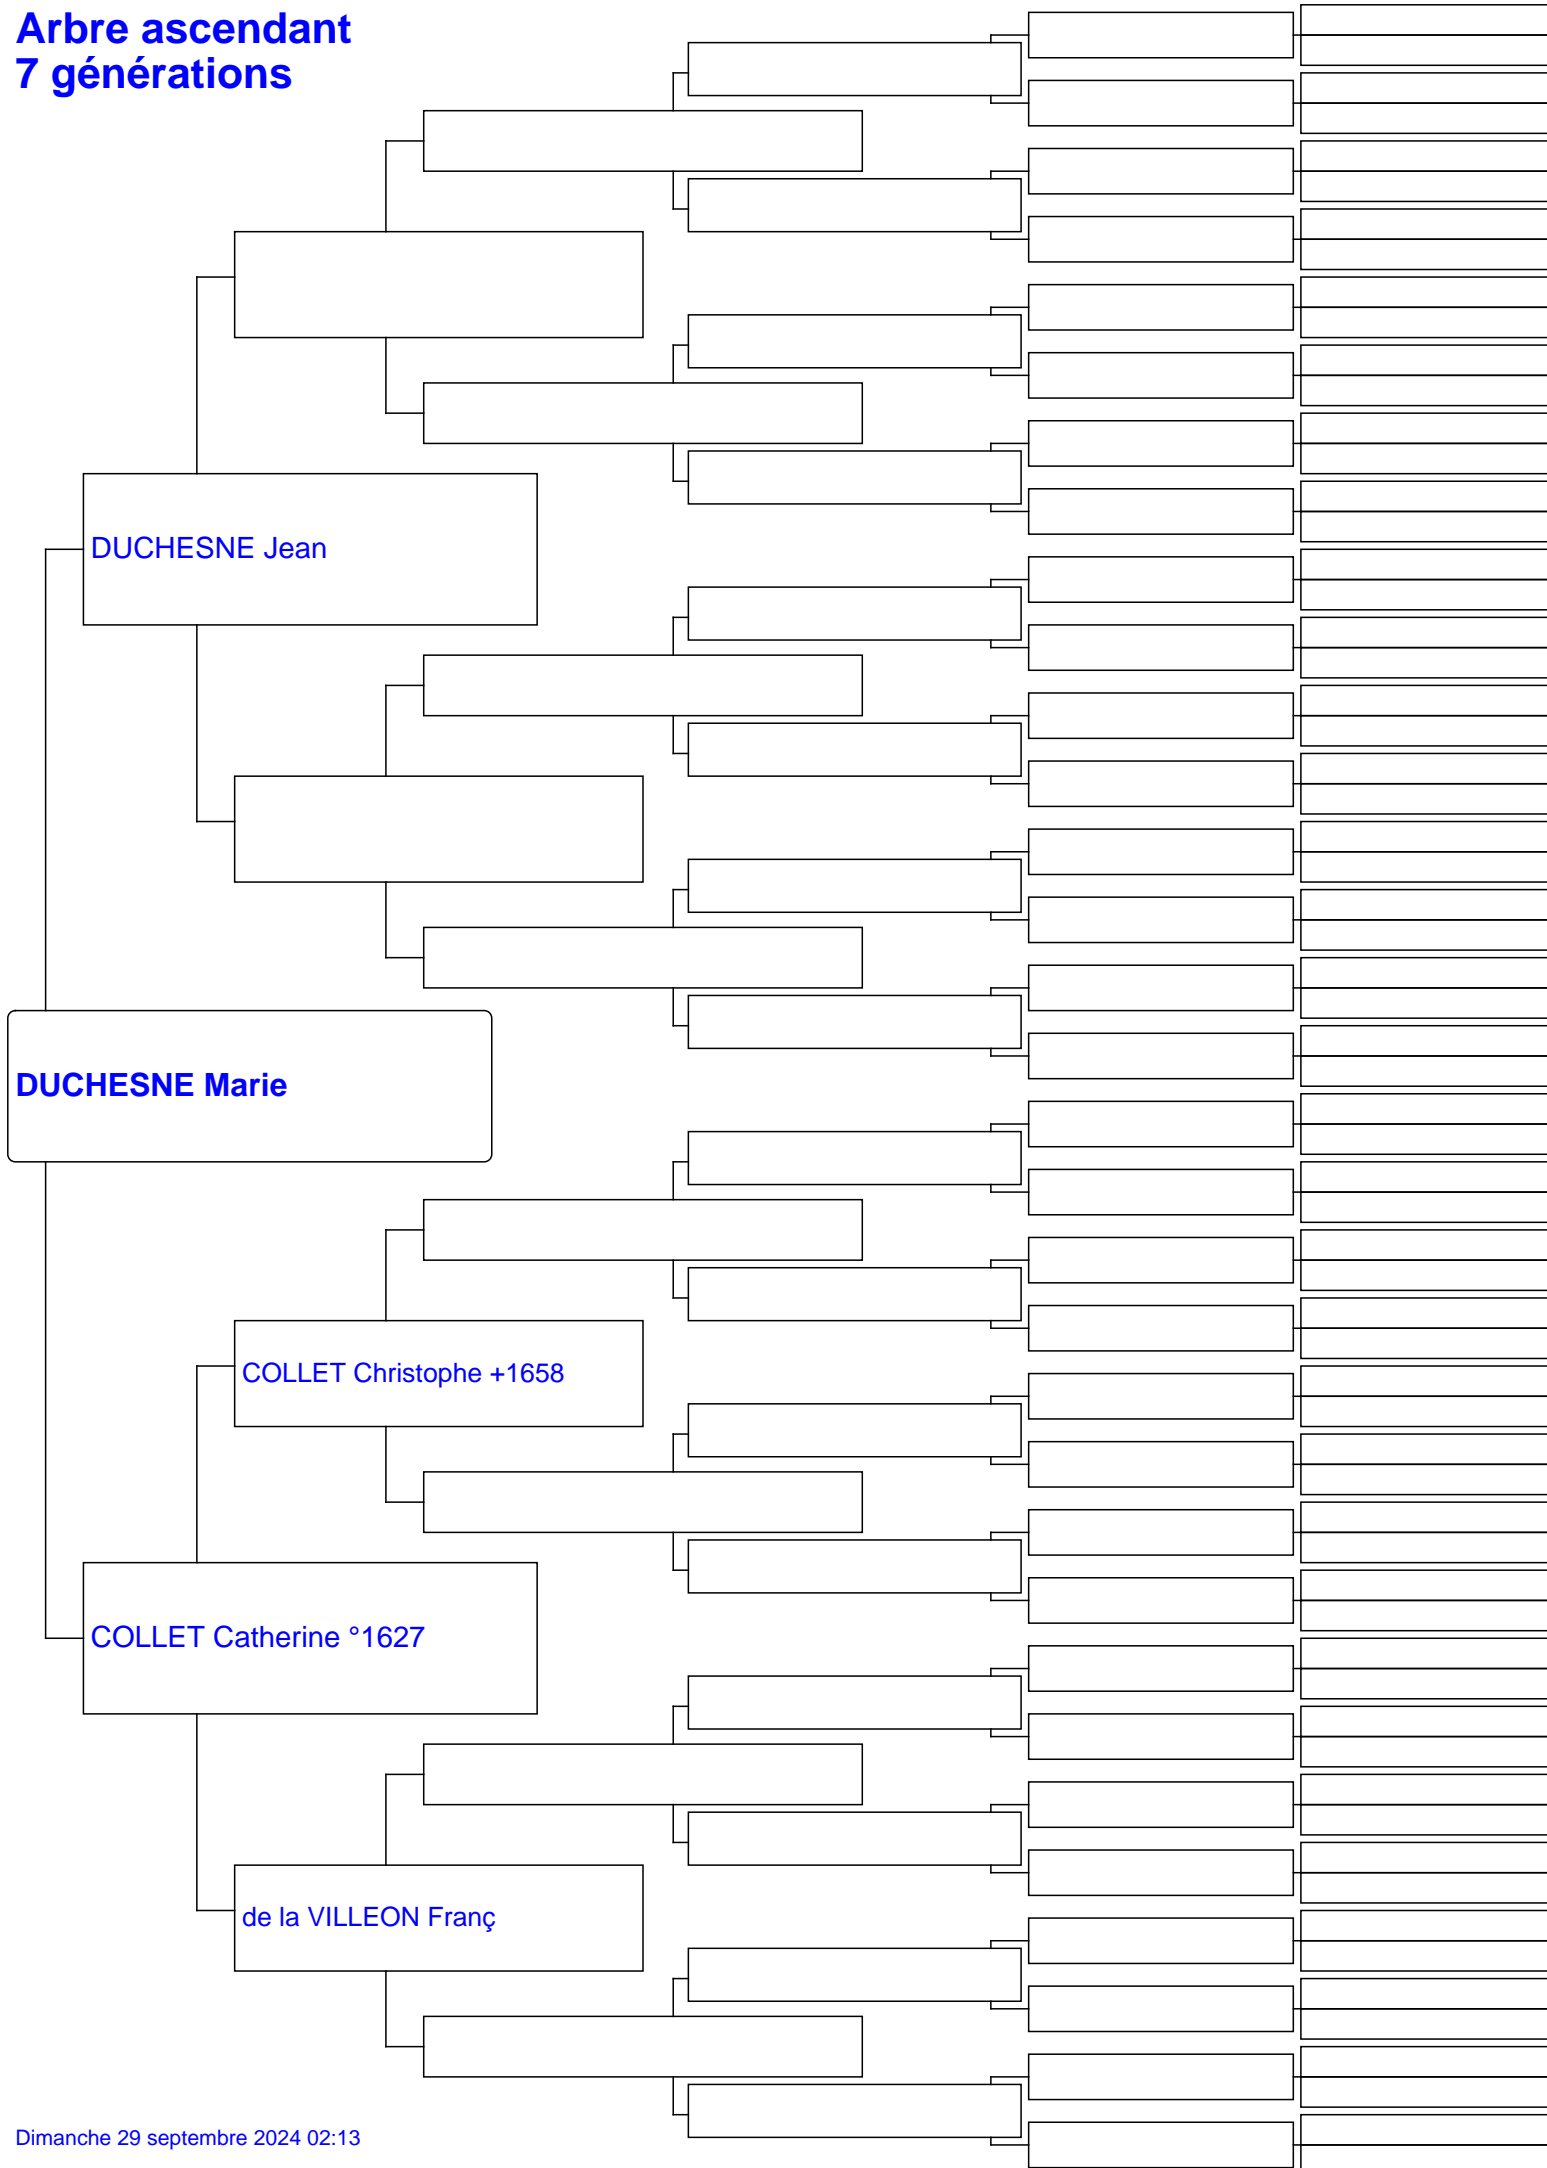 Arbre ascendant
7 générations
DUCHESNE Jean
DUCHESNE Marie
COLLET Christophe +1658
COLLET Catherine °1627
de la VILLEON Franç
Dimanche 29 septembre 2024 02:13